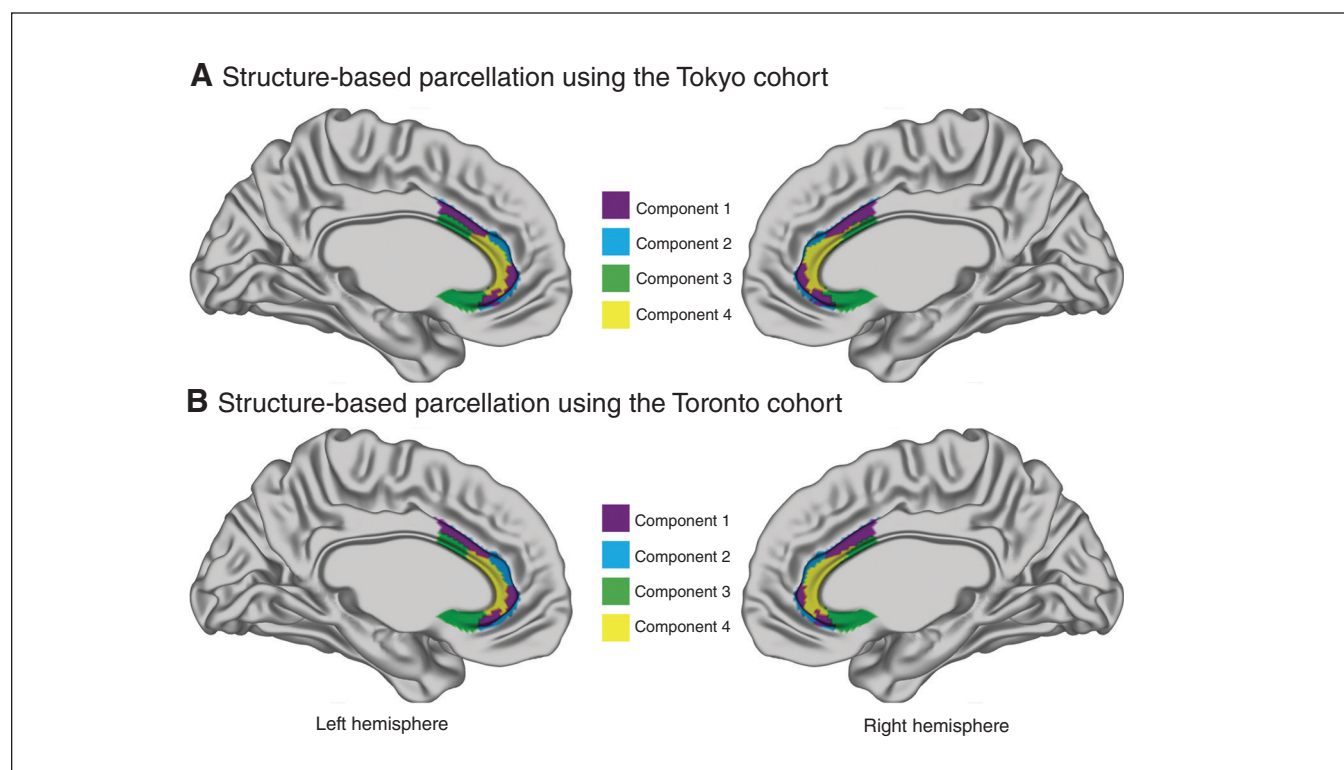 A Structure-based parcellation using the Tokyo cohort
Component 1
Component 2
Component 3
Component 4
B Structure-based parcellation using the Toronto cohort
Component 1
Component 2
Component 3
Component 4
Left hemisphere
Right hemisphere